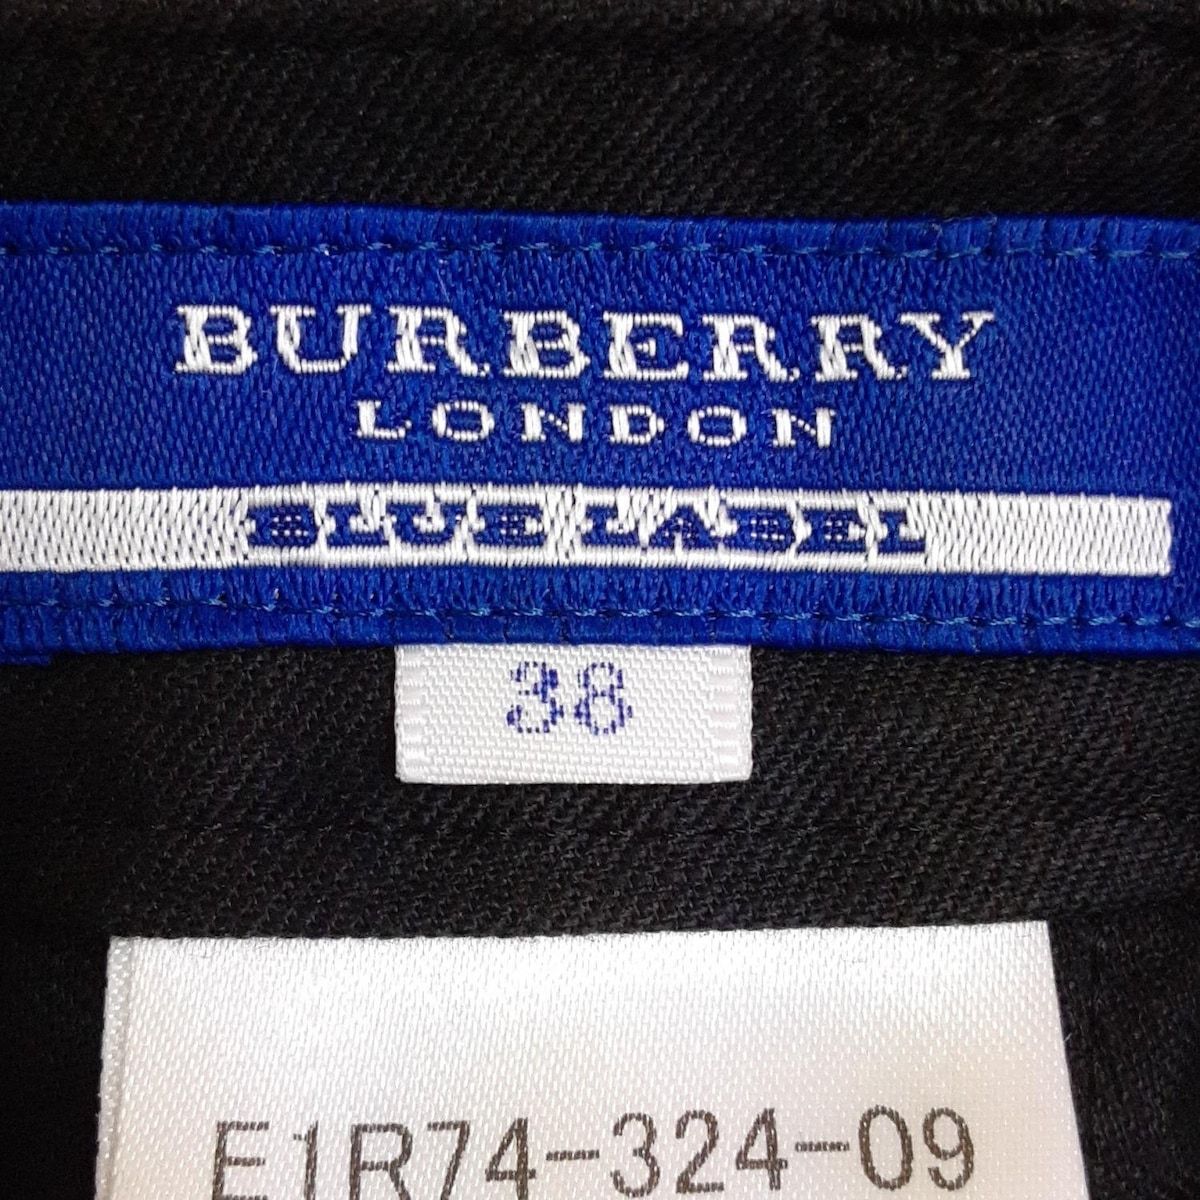 BURBERRY
LONDON
BLUE LABEL
38
E1R74-324-09